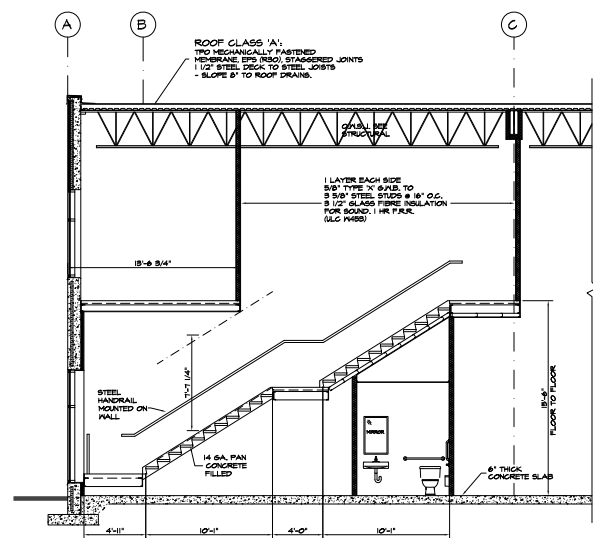 A
B
C
ROOF CLASS 'A':
TPO MECHANICALLY FASTENED
MEMBRANE, EPS (R30), STAGGERED JOINTS
1 1/2" STEEL DECK TO STEEL JOISTS
- SLOPE 8" TO ROOF DRAINS.
O.W.S.J. SEE
STRUCTURAL
1 LAYER EACH SIDE
5/8" TYPE 'X' G.W.B. TO
3 5/8" STEEL STUDS @ 16" O.C.
3 1/2" GLASS FIBRE INSULATION
FOR SOUND. 1 HR F.R.R.
(ULC W453)
13'-6 3/4"
7'-7 1/4"
STEEL
HANDRAIL
MOUNTED ON
WALL
14 GA. PAN
CONCRETE
FILLED
MIRROR
15'-6"
FLOOR TO FLOOR
6" THICK
CONCRETE SLAB
4'-11"
10'-1"
4'-0"
10'-1"